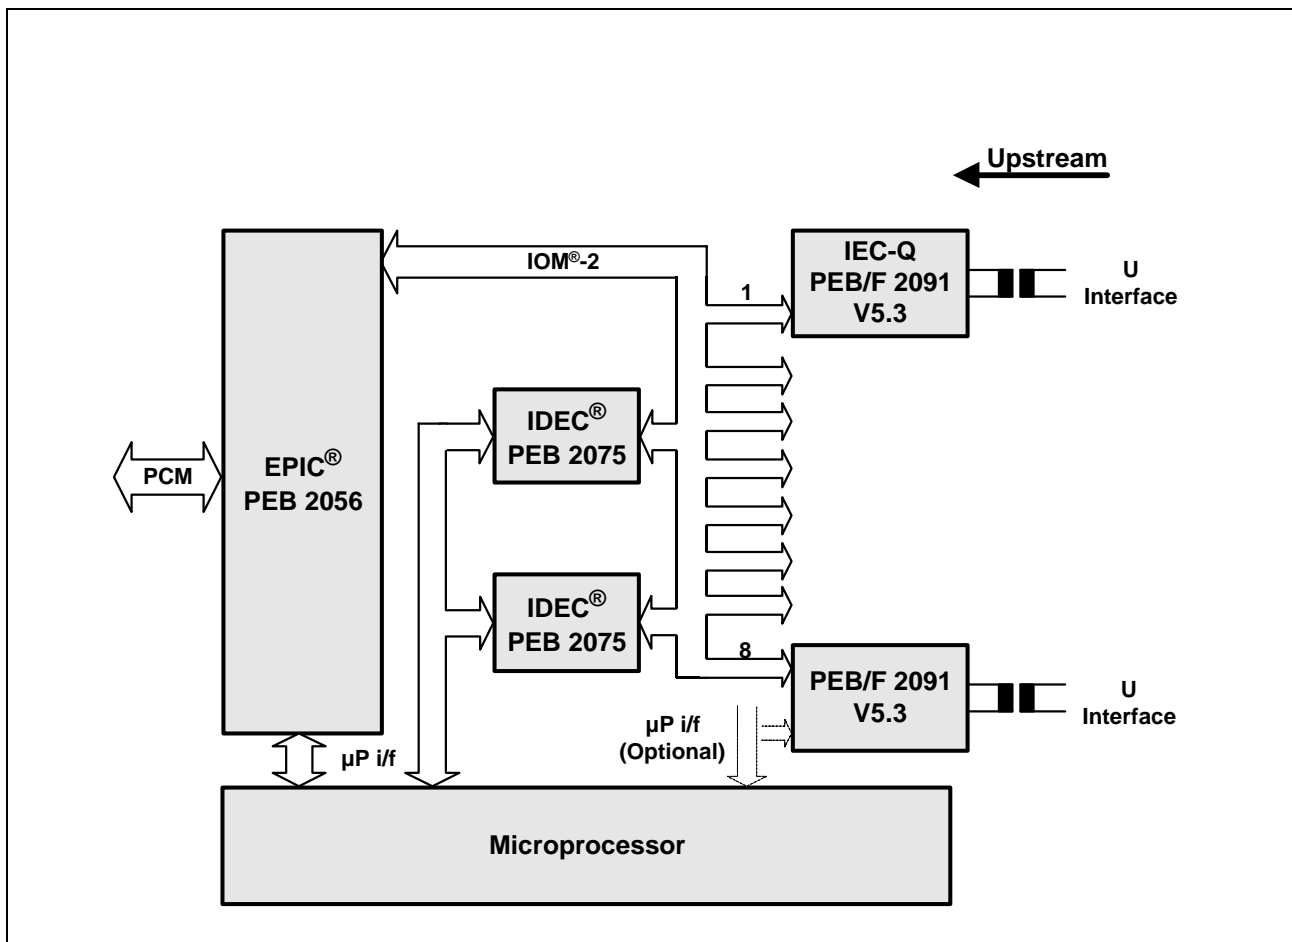 Upstream
IOM®-2
1
IEC-Q
PEB/F 2091
V5.3
U
Interface
IDEC®
PEB 2075
PCM
EPIC®
PEB 2056
IDEC®
PEB 2075
8
PEB/F 2091
V5.3
U
Interface
µP i/f
µP i/f
(Optional)
Microprocessor